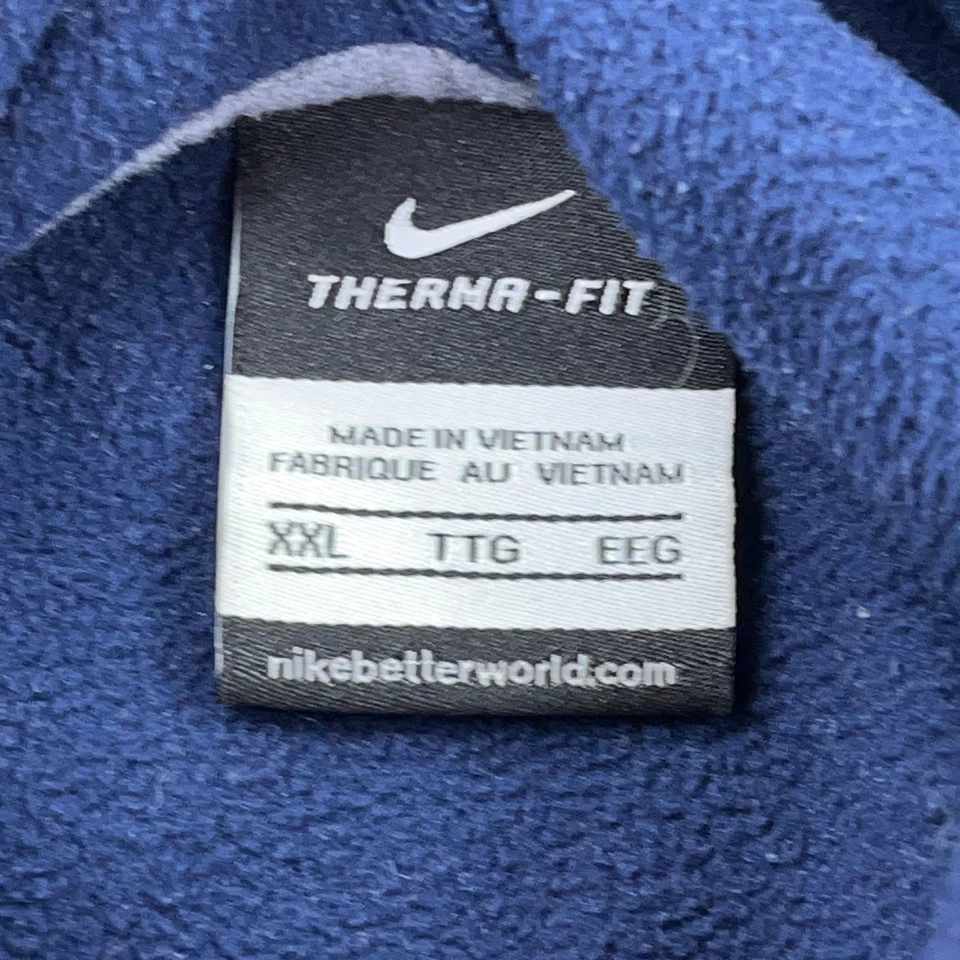 THERMA-FIT
MADE IN VIETNAM
FABRIQUE AU VIETNAM
XXL TTG EEG
nikebetterworld.com